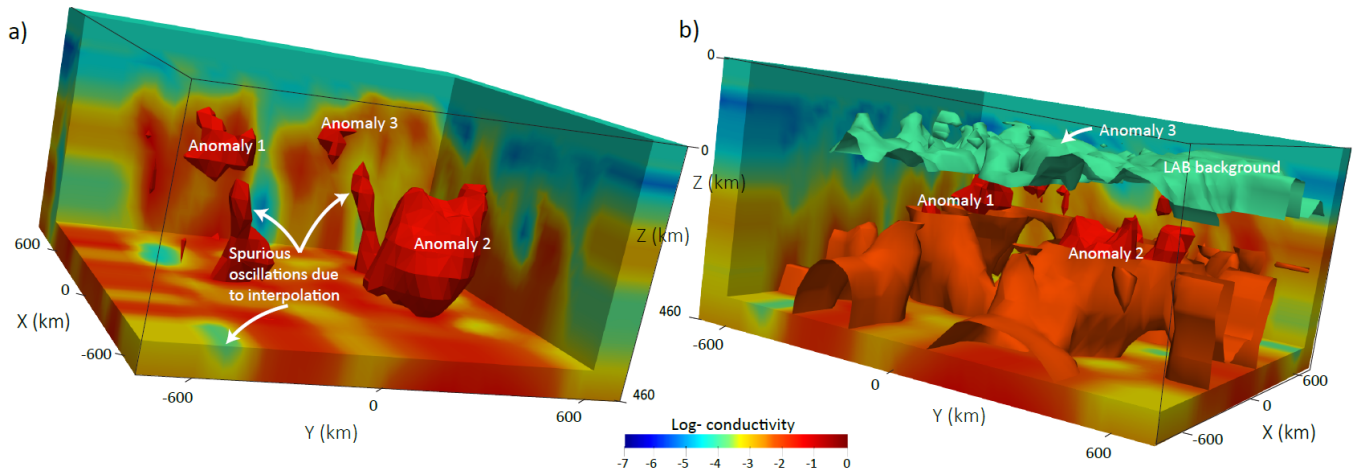 a)
Anomaly 1
Anomaly 3
Anomaly 2
Spurious
oscillations due
to interpolation
0
Z (km)
460
600
0
-600
X (km)
-600
0
600
Y (km)
b)
0
Z (km)
460
Anomaly 3
LAB background
Anomaly 1
Anomaly 2
-600
0
600
Y (km)
600
0
-600
X (km)
Log- conductivity
-7 -6 -5 -4 -3 -2 -1 0